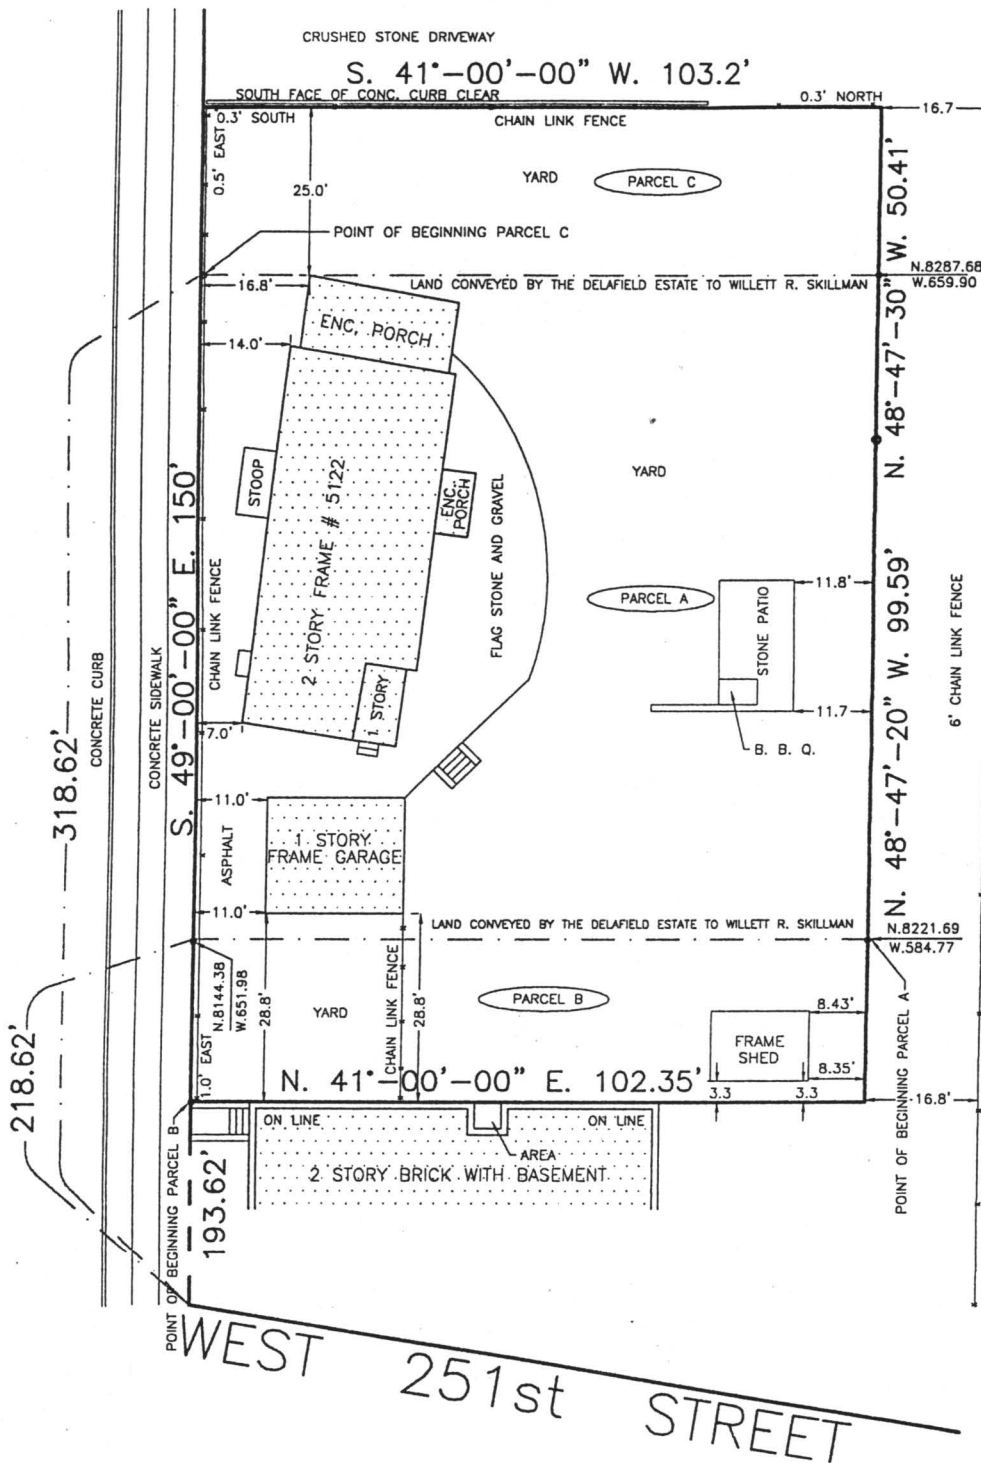 CRUSHED STONE DRIVEWAY
S. 41°-00'-00" W. 103.2'
SOUTH FACE OF CONC. CURB CLEAR
0.3' NORTH
0.3' SOUTH
CHAIN LINK FENCE
16.7
0.5' EAST
25.0'
YARD
PARCEL C
N. 48°-47'-30" W. 50.41'
POINT OF BEGINNING PARCEL C
N.8287.68
W.659.90
16.8'
LAND CONVEYED BY THE DELAFIELD ESTATE TO WILLETT R. SKILLMAN
ENC. PORCH
14.0'
STOOP
2 STORY FRAME # 5122
ENC. PORCH
FLAG STONE AND GRAVEL
YARD
S. 49°-00'-00" E. 150'
CHAIN LINK FENCE
CONCRETE SIDEWALK
CONCRETE CURB
318.62'
PARCEL A
STONE PATIO
11.8'
11.7
B. B. Q.
N. 48°-47'-20" W. 99.59'
6' CHAIN LINK FENCE
1 STORY
7.0'
11.0'
ASPHALT
1 STORY
FRAME GARAGE
11.0'
LAND CONVEYED BY THE DELAFIELD ESTATE TO WILLETT R. SKILLMAN
N.8221.69
W.584.77
N.8144.38
W.651.98
28.8'
YARD
CHAIN LINK FENCE
28.8'
PARCEL B
8.43'
FRAME
SHED
8.35'
3.3
3.3
1.0' EAST
N. 41°-00'-00" E. 102.35'
16.8'
POINT OF BEGINNING PARCEL A
218.62'
ON LINE
ON LINE
AREA
2 STORY BRICK WITH BASEMENT
POINT OF BEGINNING PARCEL B
193.62'
WEST 251st STREET